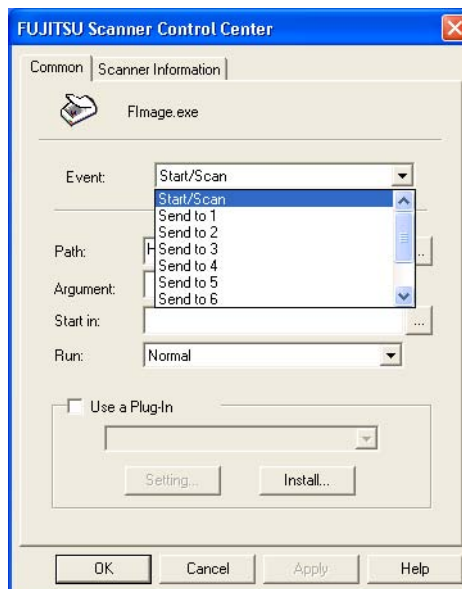 FUJITSU Scanner Control Center
Common Scanner Information
FImage.exe
Event: Start/Scan
Start/Scan
Send to 1
Send to 2
Path: H ...
Send to 3
Send to 4
Argument:
Send to 5
Send to 6
Start in: ...
Run: Normal
Use a Plug-In
Setting... Install...
OK Cancel Apply Help